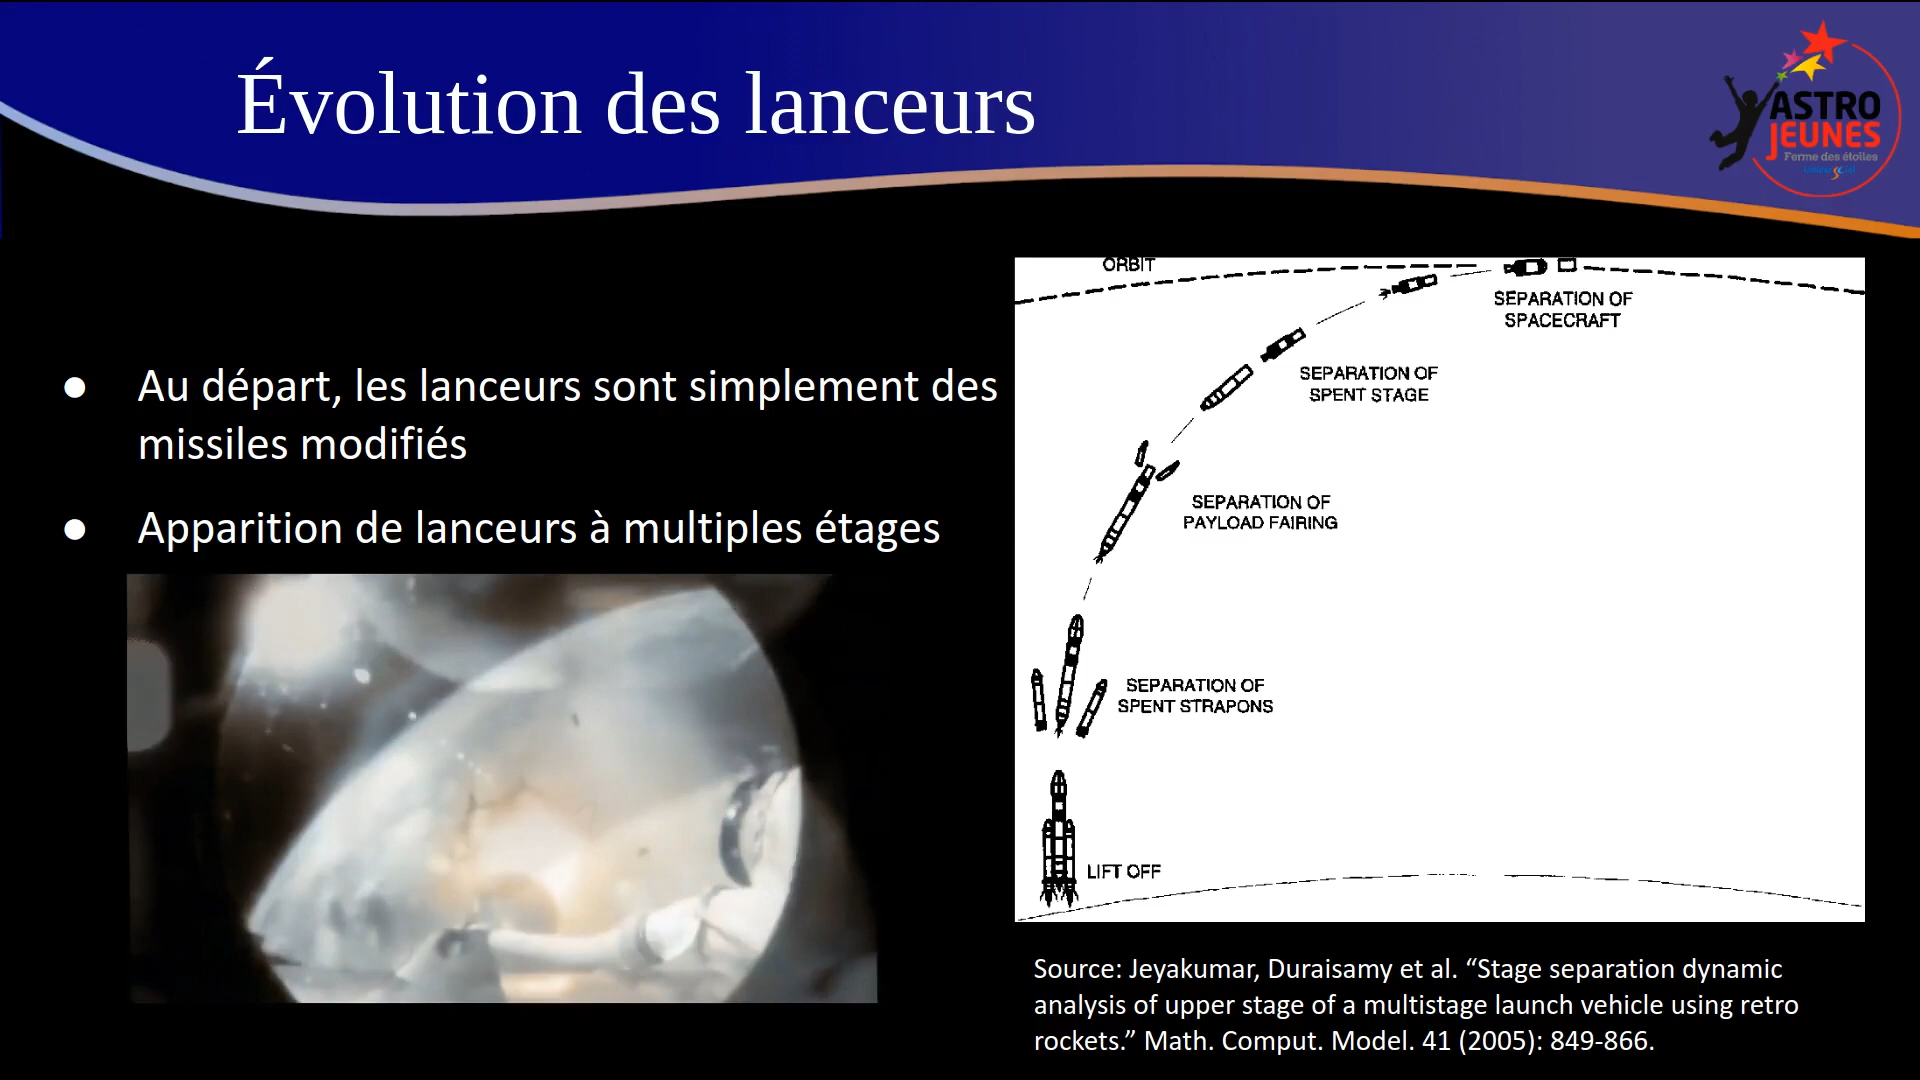 Évolution des lanceurs
ASTRO
JEUNES
Ferme des étoiles
● Au départ, les lanceurs sont simplement des
missiles modifiés
● Apparition de lanceurs à multiples étages
ORBIT
SEPARATION OF
SPACECRAFT
SEPARATION OF
SPENT STAGE
SEPARATION OF
PAYLOAD FAIRING
SEPARATION OF
SPENT STRAPONS
LIFT OFF
Source: Jeyakumar, Duraisamy et al. “Stage separation dynamic
analysis of upper stage of a multistage launch vehicle using retro
rockets.” Math. Comput. Model. 41 (2005): 849-866.